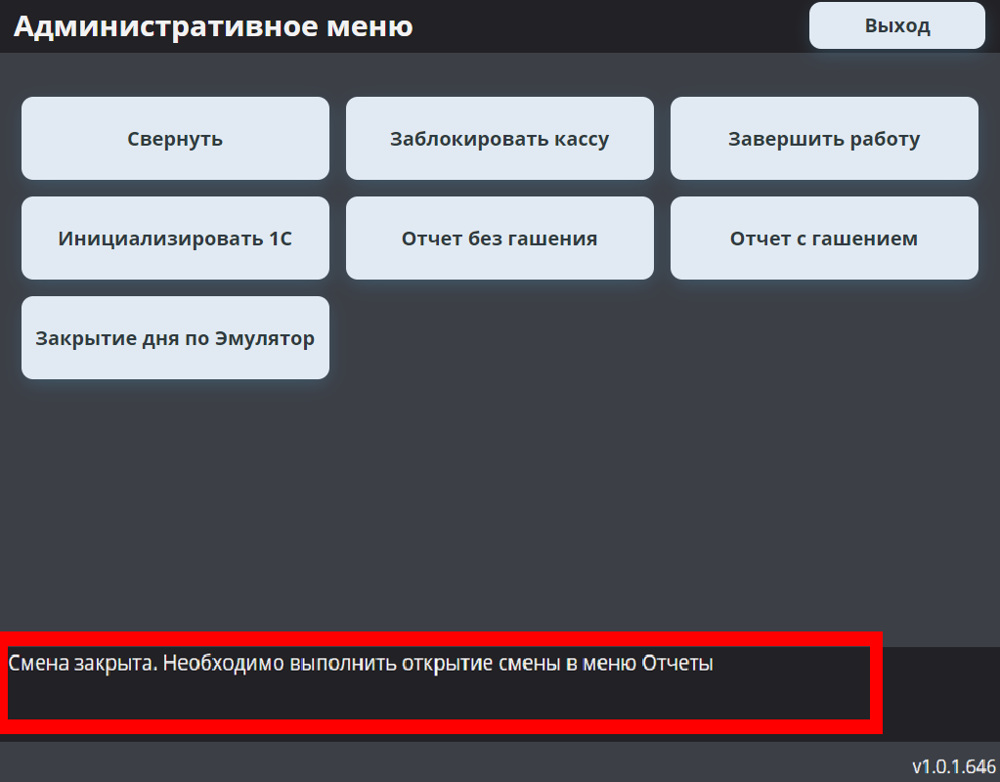 Административное меню
Выход
Свернуть
Заблокировать кассу
Завершить работу
Инициализировать 1С
Отчет без гашения
Отчет с гашением
Закрытие дня по Эмулятор
Смена закрыта. Необходимо выполнить открытие смены в меню Отчеты
v1.0.1.646